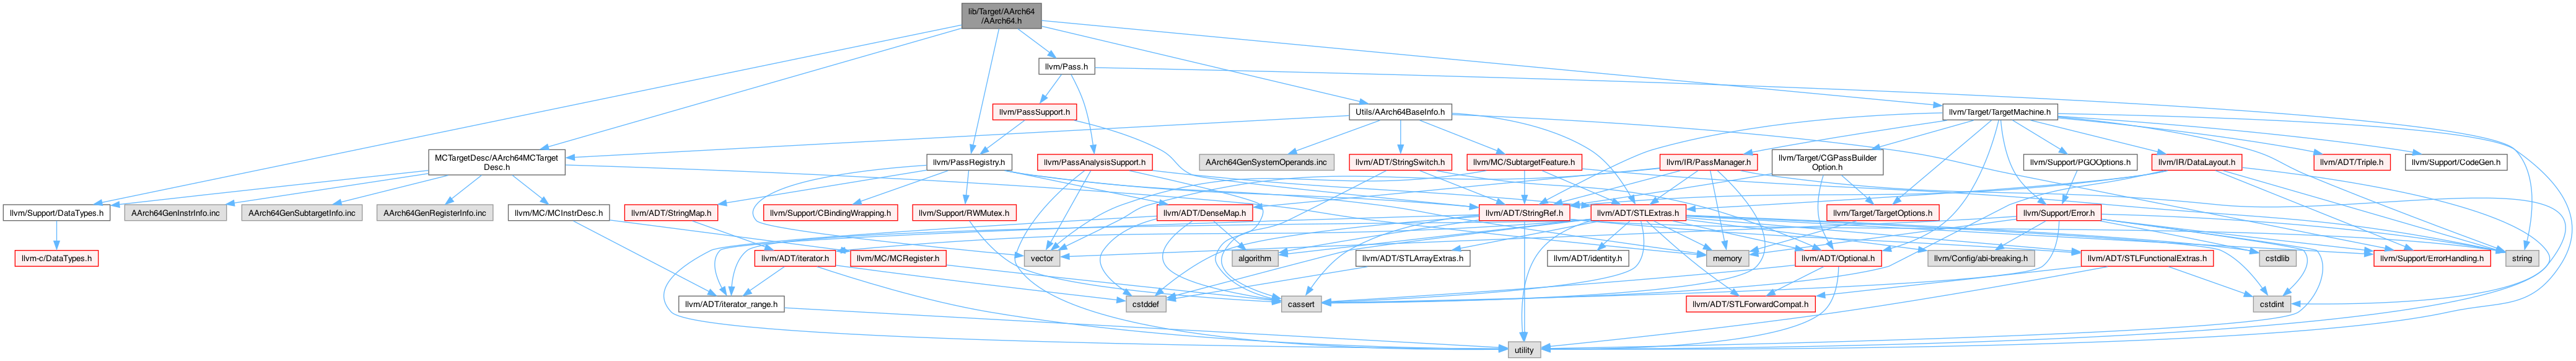 lib/Target/AArch64
/AArch64.h
llvm/Pass.h
llvm/PassSupport.h
Utils/AArch64BaseInfo.h
llvm/Target/TargetMachine.h
MCTargetDesc/AArch64MCTarget
Desc.h
llvm/PassRegistry.h
llvm/PassAnalysisSupport.h
AArch64GenSystemOperands.inc
llvm/ADT/StringSwitch.h
llvm/MC/SubtargetFeature.h
llvm/IR/PassManager.h
llvm/Target/CGPassBuilder
Option.h
llvm/Support/PGOOptions.h
llvm/IR/DataLayout.h
llvm/ADT/Triple.h
llvm/Support/CodeGen.h
llvm/Support/DataTypes.h
AArch64GenInstrInfo.inc
AArch64GenSubtargetInfo.inc
AArch64GenRegisterInfo.inc
llvm/MC/MCInstrDesc.h
llvm/ADT/StringMap.h
llvm/Support/CBindingWrapping.h
llvm/Support/RWMutex.h
llvm/ADT/DenseMap.h
llvm/ADT/StringRef.h
llvm/ADT/STLExtras.h
llvm/Target/TargetOptions.h
llvm/Support/Error.h
llvm-c/DataTypes.h
llvm/ADT/iterator.h
llvm/MC/MCRegister.h
vector
algorithm
llvm/ADT/STLArrayExtras.h
llvm/ADT/identity.h
memory
llvm/ADT/Optional.h
llvm/Config/abi-breaking.h
llvm/ADT/STLFunctionalExtras.h
cstdlib
llvm/Support/ErrorHandling.h
string
llvm/ADT/iterator_range.h
cstddef
cassert
llvm/ADT/STLForwardCompat.h
cstdint
utility